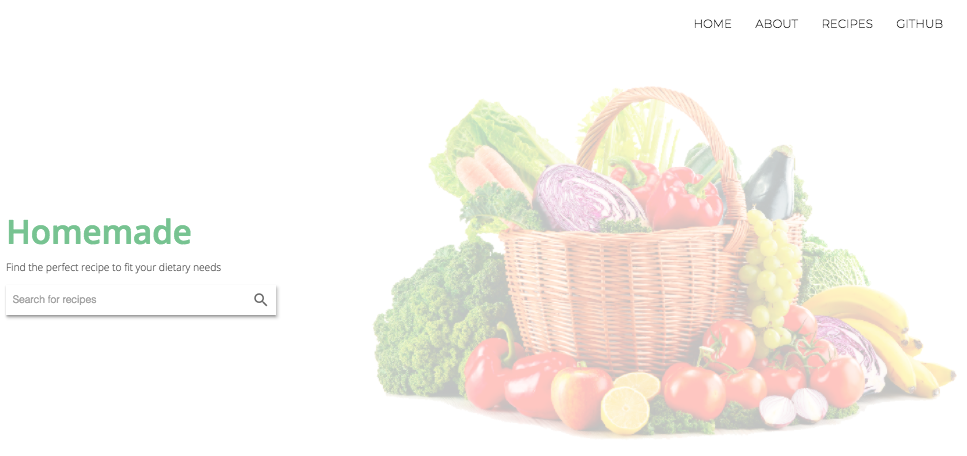 HOME ABOUT RECIPES GITHUB
Homemade
Find the perfect recipe to fit your dietary needs
Search for recipes